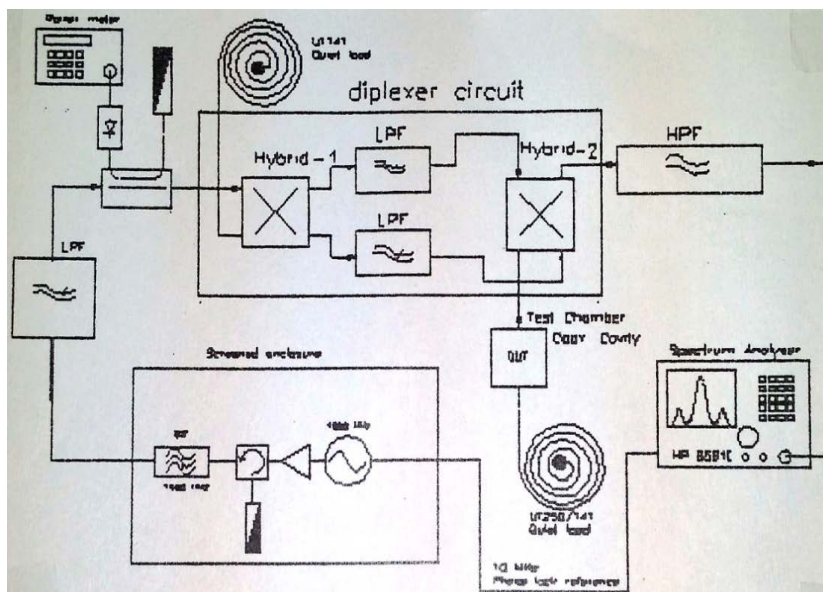 Power meter
UT141
Quiet load
diplexer circuit
LPF
HPF
Hybrid-1
Hybrid-2
LPF
LPF
Test Chamber
Coax Cavity
DUT
Screened enclosure
Spectrum Analyser
HP
UT250/141
Quiet load
10 MHz
Phase lock reference